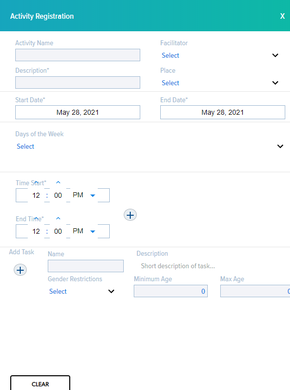 Activity Registration X
Activity Name Facilitator
Select
Description* Place
Select
Start Date* End Date*
May 28, 2021 May 28, 2021
Days of the Week
Select
Time Start*
12 : 00 PM
End Time*
12 : 00 PM
Add Task Name Description
Short description of task...
Gender Restrictions Minimum Age Max Age
Select 0 0
CLEAR